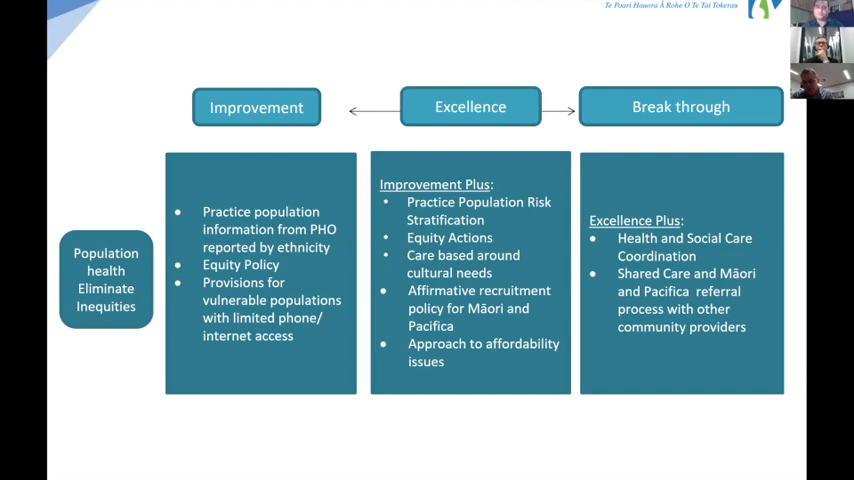 Te Poari Hauora Ā Rohe O Te Tai Tokerau
Improvement
Excellence
Break through
Population
health
Eliminate
Inequities
• Practice population
information from PHO
reported by ethnicity
• Equity Policy
• Provisions for
vulnerable populations
with limited phone/
internet access
Improvement Plus:
• Practice Population Risk
Stratification
• Equity Actions
• Care based around
cultural needs
• Affirmative recruitment
policy for Māori and
Pacifica
• Approach to affordability
issues
Excellence Plus:
• Health and Social Care
Coordination
• Shared Care and Māori
and Pacifica referral
process with other
community providers